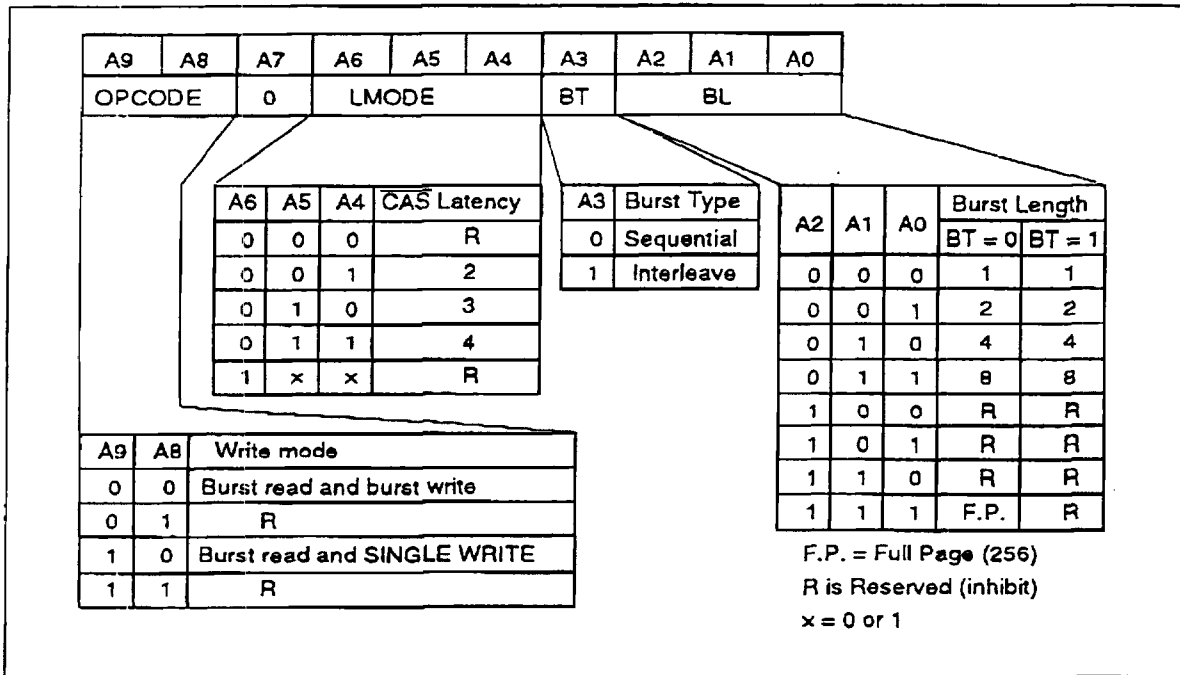 A9 A8 A7 A6 A5 A4 A3 A2 A1 A0
OPCODE 0 LMODE BT BL
A6 A5 A4 CAS Latency
0 0 0 R
0 0 1 2
0 1 0 3
0 1 1 4
1 x x R
A3 Burst Type
0 Sequential
1 Interleave
A2 A1 A0 Burst Length
BT = 0 BT = 1
0 0 0 1 1
0 0 1 2 2
0 1 0 4 4
0 1 1 8 8
1 0 0 R R
1 0 1 R R
1 1 0 R R
1 1 1 F.P. R
A9 A8 Write mode
0 0 Burst read and burst write
0 1 R
1 0 Burst read and SINGLE WRITE
1 1 R
F.P. = Full Page (256)
R is Reserved (inhibit)
x = 0 or 1